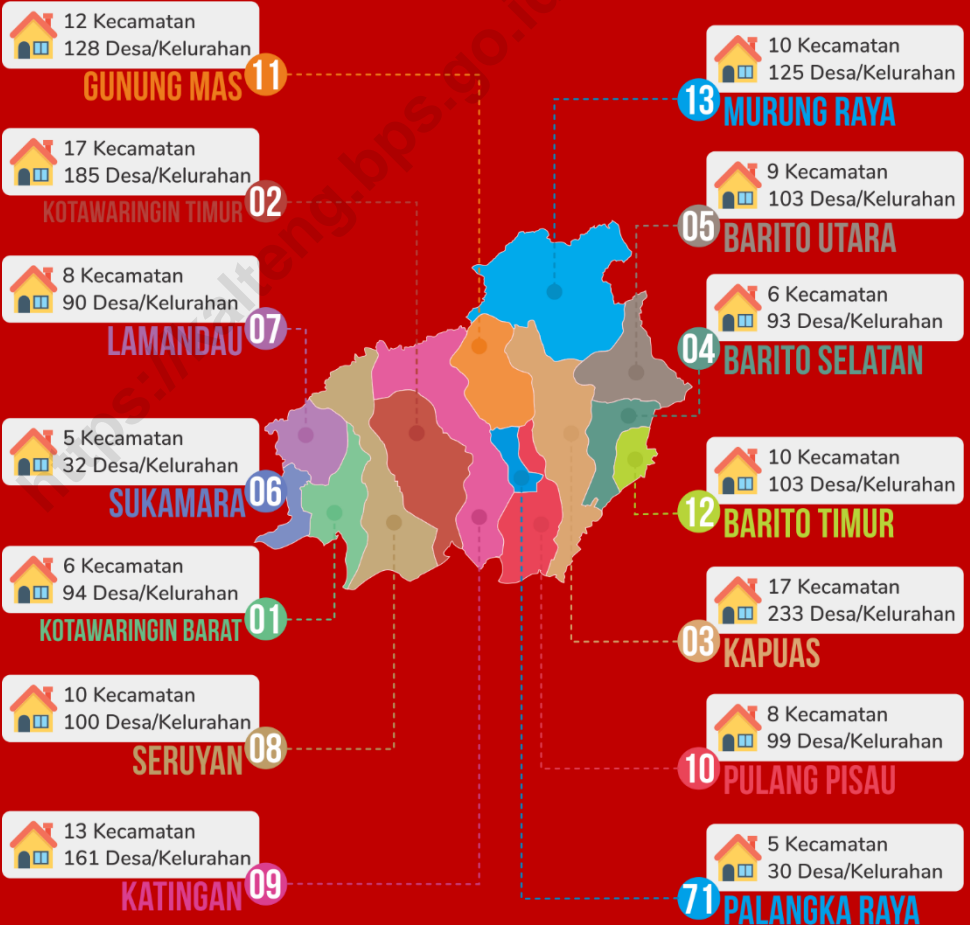 12 Kecamatan
128 Desa/Kelurahan
GUNUNG MAS 11
17 Kecamatan
185 Desa/Kelurahan
KOTAWARINGIN TIMUR 02
8 Kecamatan
90 Desa/Kelurahan
LAMANDAU 07
5 Kecamatan
32 Desa/Kelurahan
SUKAMARA 06
6 Kecamatan
94 Desa/Kelurahan
KOTAWARINGIN BARAT 01
10 Kecamatan
100 Desa/Kelurahan
SERUYAN 08
13 Kecamatan
161 Desa/Kelurahan
KATINGAN 09
10 Kecamatan
125 Desa/Kelurahan
13 MURUNG RAYA
9 Kecamatan
103 Desa/Kelurahan
05 BARITO UTARA
6 Kecamatan
93 Desa/Kelurahan
04 BARITO SELATAN
10 Kecamatan
103 Desa/Kelurahan
12 BARITO TIMUR
17 Kecamatan
233 Desa/Kelurahan
03 KAPUAS
8 Kecamatan
99 Desa/Kelurahan
10 PULANG PISAU
5 Kecamatan
30 Desa/Kelurahan
71 PALANGKA RAYA
https://kalteng.bps.go.id